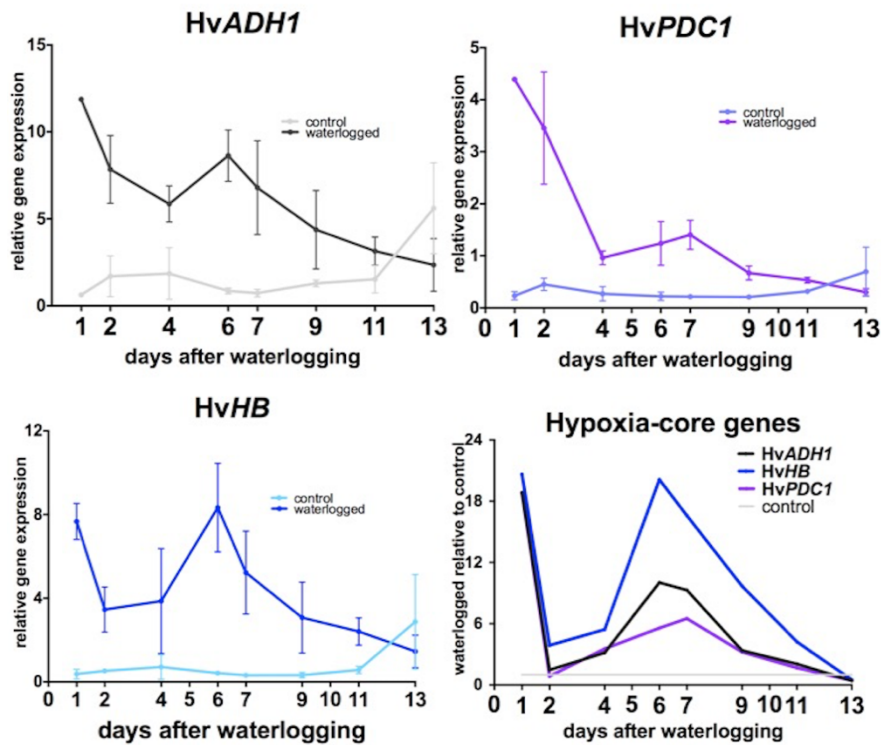 HvADH1
15
10
5
0
relative gene expression
control
waterlogged
1 2 4 6 7 9 11 13
days after waterlogging
HvPDC1
5
4
3
2
1
0
relative gene expression
control
waterlogged
0 1 2 4 5 6 7 9 10 11 13
days after waterlogging
HvHB
12
8
4
0
relative gene expression
control
waterlogged
1 2 4 6 7 9 11 13
days after waterlogging
Hypoxia-core genes
24
18
12
6
0
waterlogged relative to control
HvADH1
HvHB
HvPDC1
control
0 1 2 4 5 6 7 9 10 11 13
days after waterlogging